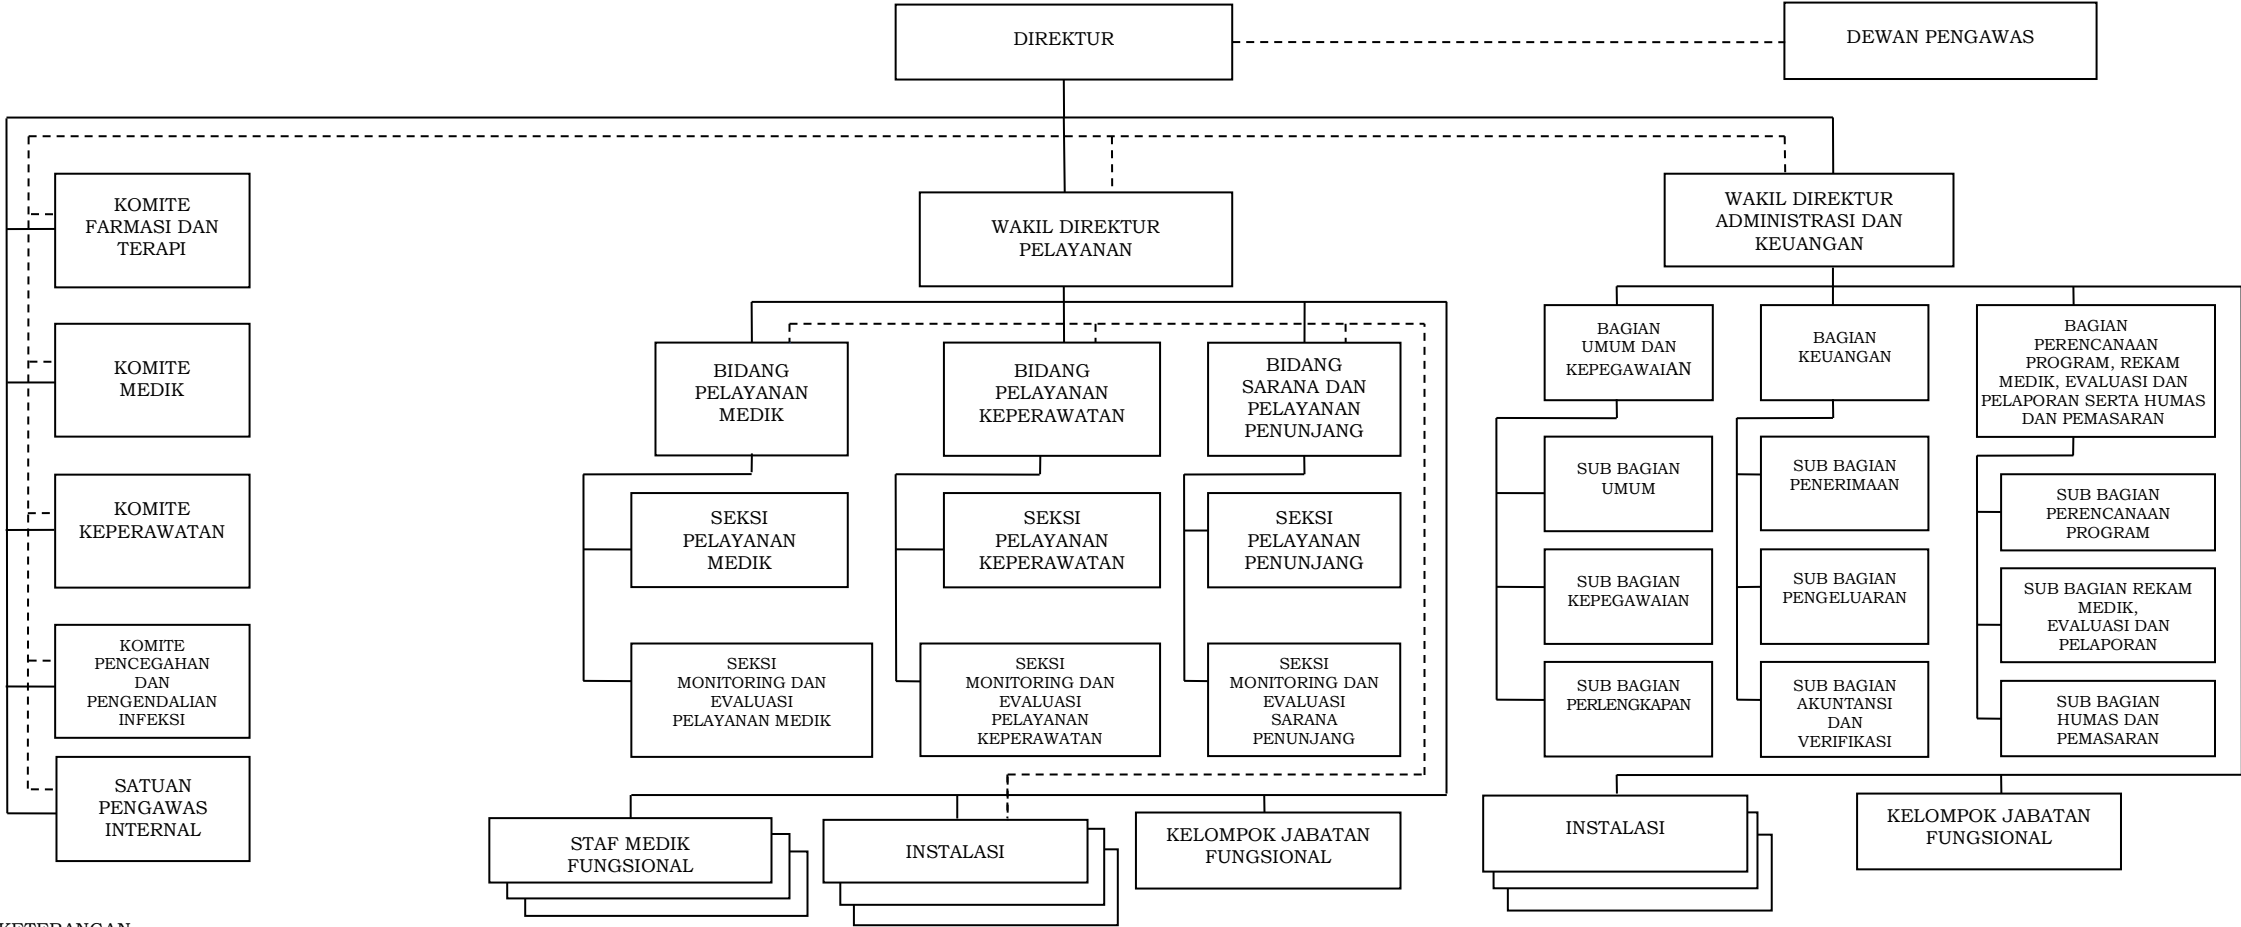 DIREKTUR
DEWAN PENGAWAS
KOMITE
FARMASI DAN
TERAPI
KOMITE
MEDIK
KOMITE
KEPERAWATAN
KOMITE
PENCEGAHAN
DAN
PENGENDALIAN
INFEKSI
SATUAN
PENGAWAS
INTERNAL
WAKIL DIREKTUR
PELAYANAN
BIDANG
PELAYANAN
MEDIK
SEKSI
PELAYANAN
MEDIK
SEKSI
MONITORING DAN
EVALUASI
PELAYANAN MEDIK
BIDANG
PELAYANAN
KEPERAWATAN
SEKSI
PELAYANAN
KEPERAWATAN
SEKSI
MONITORING DAN
EVALUASI
PELAYANAN
KEPERAWATAN
BIDANG
SARANA DAN
PELAYANAN
PENUNJANG
SEKSI
PELAYANAN
PENUNJANG
SEKSI
MONITORING DAN
EVALUASI
SARANA
PENUNJANG
STAF MEDIK
FUNGSIONAL
INSTALASI
KELOMPOK JABATAN
FUNGSIONAL
WAKIL DIREKTUR
ADMINISTRASI DAN
KEUANGAN
BAGIAN
UMUM DAN
KEPEGAWAIAN
SUB BAGIAN
UMUM
SUB BAGIAN
KEPEGAWAIAN
SUB BAGIAN
PERLENGKAPAN
BAGIAN
KEUANGAN
SUB BAGIAN
PENERIMAAN
SUB BAGIAN
PENGELUARAN
SUB BAGIAN
AKUNTANSI
DAN
VERIFIKASI
BAGIAN
PERENCANAAN
PROGRAM, REKAM
MEDIK, EVALUASI DAN
PELAPORAN SERTA HUMAS
DAN PEMASARAN
SUB BAGIAN
PERENCANAAN
PROGRAM
SUB BAGIAN REKAM
MEDIK,
EVALUASI DAN
PELAPORAN
SUB BAGIAN
HUMAS DAN
PEMASARAN
INSTALASI
KELOMPOK JABATAN
FUNGSIONAL
KETERANGAN